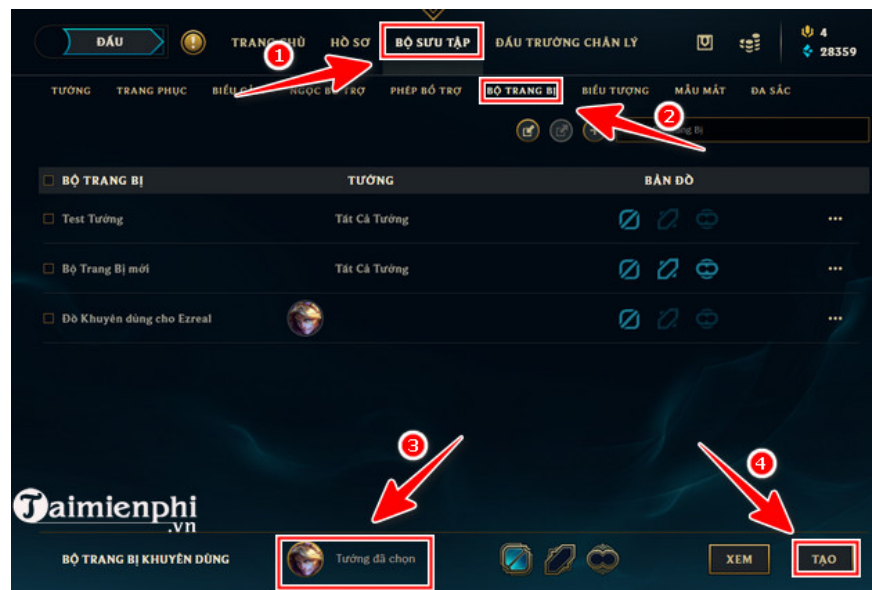 ĐẤU
TRANG CHỦ
HỒ SƠ
BỘ SƯU TẬP
ĐẤU TRƯỜNG CHÂN LÝ
4
28359
1
TƯỚNG
TRANG PHỤC
PHÉP BỔ TRỢ
BỘ TRANG BỊ
BIỂU TƯỢNG
MẪU MẮT
ĐA SẮC
2
BỘ TRANG BỊ
TƯỚNG
BẢN ĐỒ
Test Tướng
Tất Cả Tướng
Bộ Trang Bị mới
Tất Cả Tướng
Đồ Khuyên dùng cho Ezreal
3
4
Taimienphi
.vn
BỘ TRANG BỊ KHUYÊN DÙNG
Tướng đã chọn
XEM
TẠO